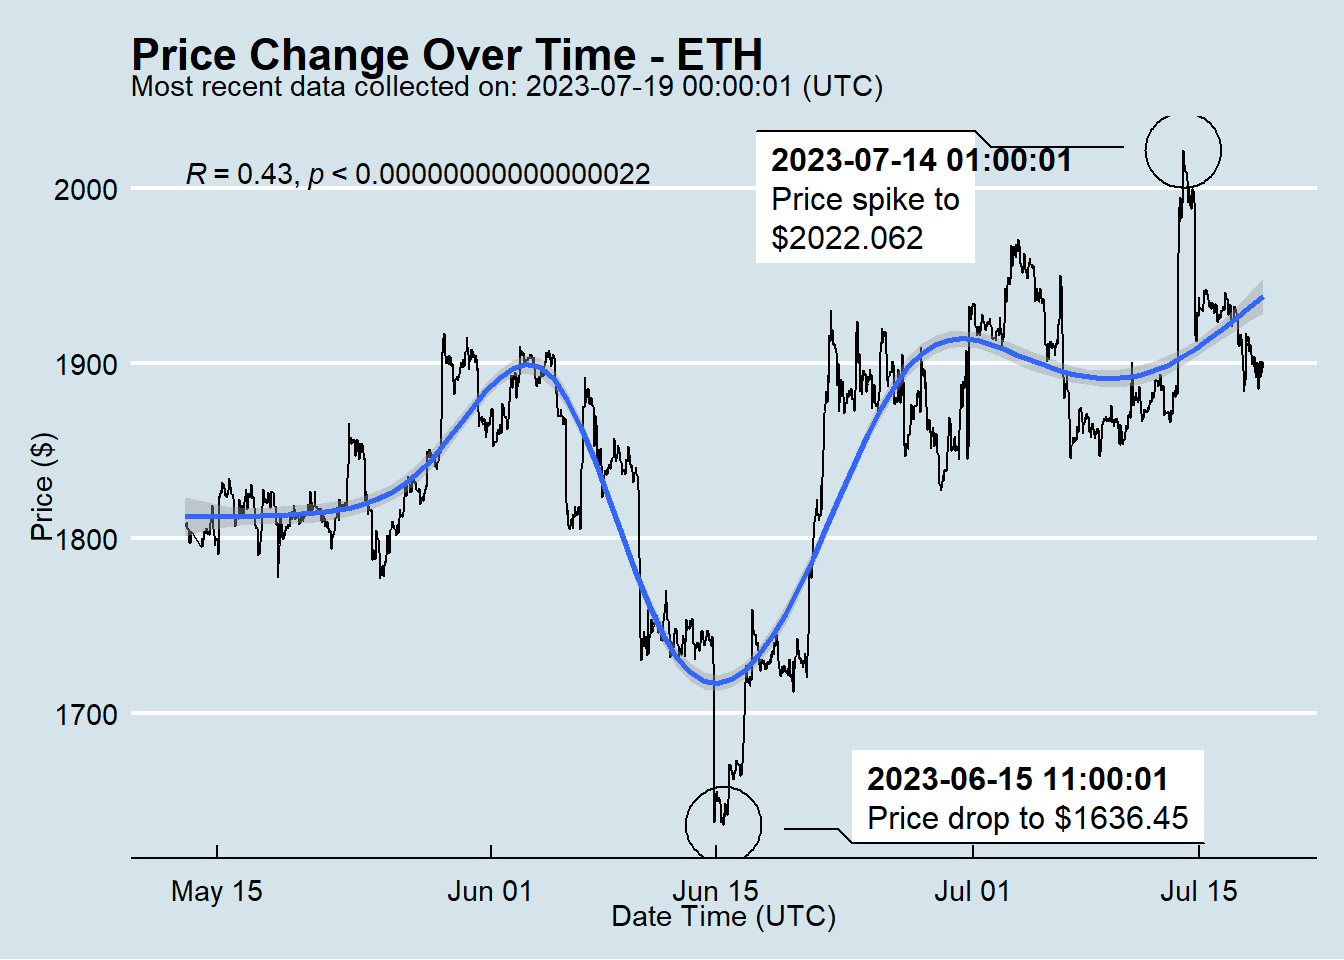 Price Change Over Time - ETH
Most recent data collected on: 2023-07-19 00:00:01 (UTC)
R = 0.43, p < 0.00000000000000022
2023-07-14 01:00:01
Price spike to
$2022.062
2000
1900
1800
1700
Price ($)
2023-06-15 11:00:01
Price drop to $1636.45
May 15
Jun 01
Jun 15
Jul 01
Jul 15
Date Time (UTC)